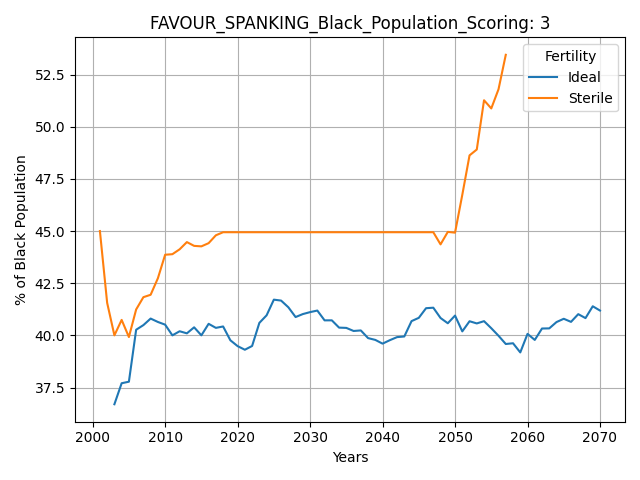 FAVOUR_SPANKING_Black_Population_Scoring: 3
Fertility
Ideal
Sterile
52.5
50.0
47.5
45.0
42.5
40.0
37.5
% of Black Population
2000 2010 2020 2030 2040 2050 2060 2070
Years